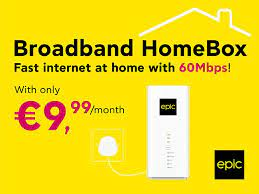 Broadband HomeBox
Fast internet at home with 60Mbps!
With only
€9,99/month
epic
epic